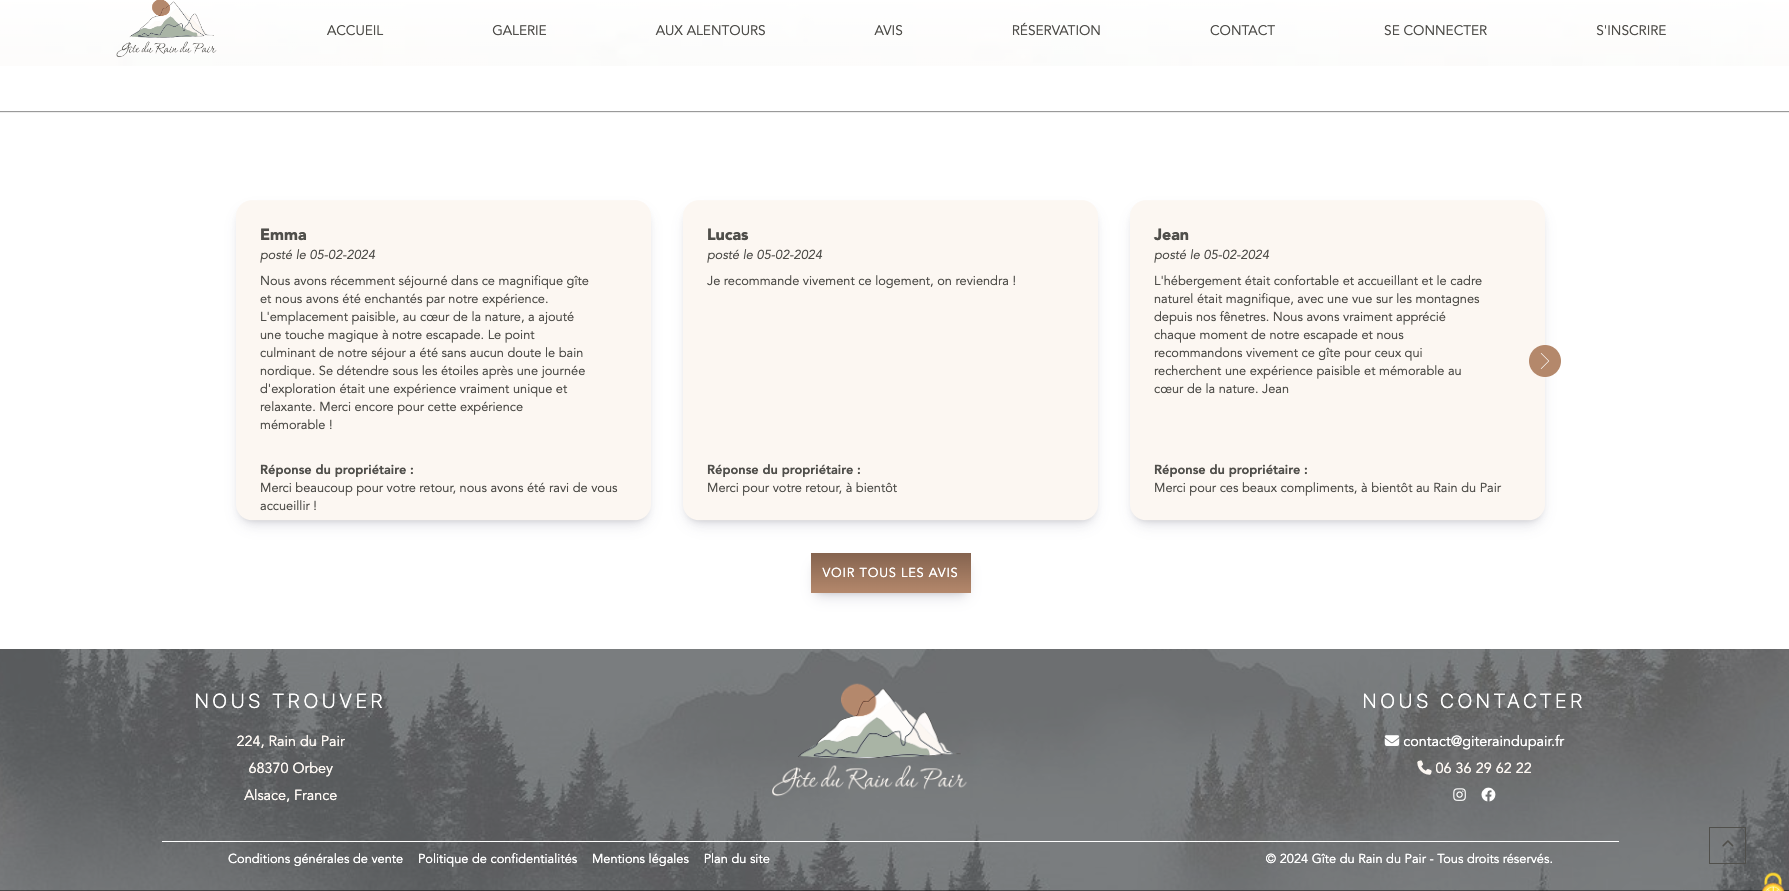 Gîte du Rain du Pair
ACCUEIL
GALERIE
AUX ALENTOURS
AVIS
RÉSERVATION
CONTACT
SE CONNECTER
S'INSCRIRE
Emma
posté le 05-02-2024
Nous avons récemment séjourné dans ce magnifique gîte
et nous avons été enchantés par notre expérience.
L'emplacement paisible, au cœur de la nature, a ajouté
une touche magique à notre escapade. Le point
culminant de notre séjour a été sans aucun doute le bain
nordique. Se détendre sous les étoiles après une journée
d'exploration était une expérience vraiment unique et
relaxante. Merci encore pour cette expérience
mémorable !
Réponse du propriétaire :
Merci beaucoup pour votre retour, nous avons été ravi de vous
accueillir !
Lucas
posté le 05-02-2024
Je recommande vivement ce logement, on reviendra !
Réponse du propriétaire :
Merci pour votre retour, à bientôt
Jean
posté le 05-02-2024
L'hébergement était confortable et accueillant et le cadre
naturel était magnifique, avec une vue sur les montagnes
depuis nos fênetres. Nous avons vraiment apprécié
chaque moment de notre escapade et nous
recommandons vivement ce gîte pour ceux qui
recherchent une expérience paisible et mémorable au
cœur de la nature. Jean
Réponse du propriétaire :
Merci pour ces beaux compliments, à bientôt au Rain du Pair
VOIR TOUS LES AVIS
NOUS TROUVER
224, Rain du Pair
68370 Orbey
Alsace, France
Gîte du Rain du Pair
NOUS CONTACTER
contact@giteraindupair.fr
06 36 29 62 22
Conditions générales de vente
Politique de confidentialités
Mentions légales
Plan du site
© 2024 Gîte du Rain du Pair - Tous droits réservés.